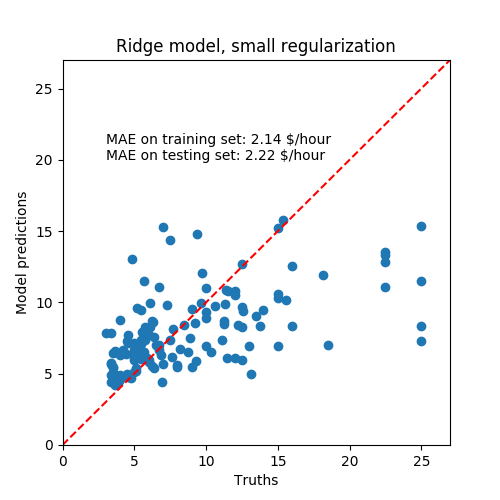 Ridge model, small regularization
MAE on training set: 2.14 $/hour
MAE on testing set: 2.22 $/hour
Model predictions
25
20
15
10
5
0
0 5 10 15 20 25
Truths